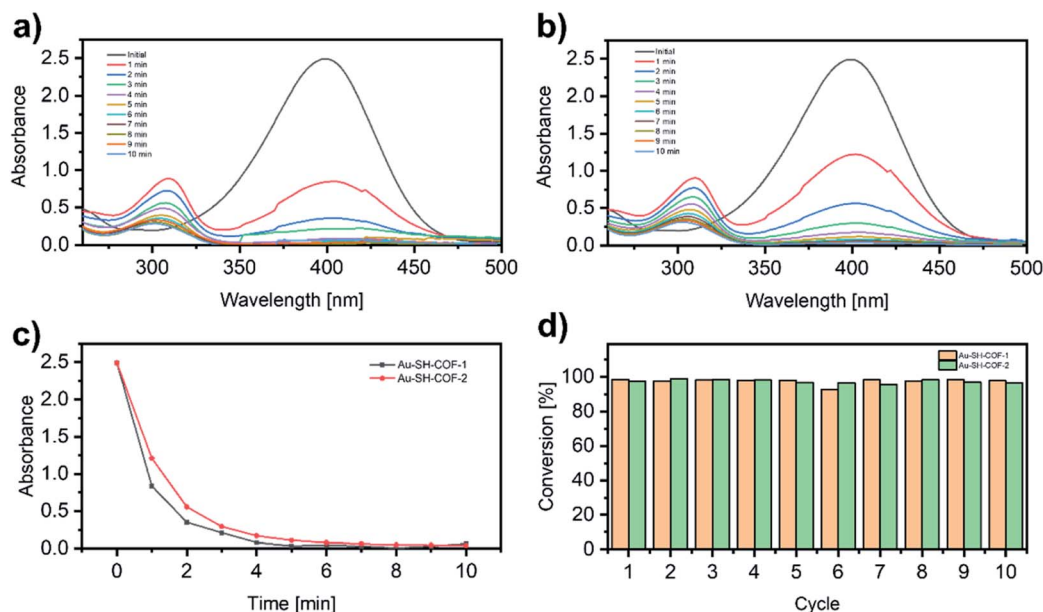 a)
Initial
1 min
2 min
3 min
4 min
5 min
6 min
7 min
8 min
9 min
10 min
2.5
2.0
1.5
1.0
0.5
0.0
Absorbance
300 350 400 450 500
Wavelength [nm]
b)
Initial
1 min
2 min
3 min
4 min
5 min
6 min
7 min
8 min
9 min
10 min
2.5
2.0
1.5
1.0
0.5
0.0
Absorbance
300 350 400 450 500
Wavelength [nm]
c)
Au-SH-COF-1
Au-SH-COF-2
2.5
2.0
1.5
1.0
0.5
0.0
Absorbance
0 2 4 6 8 10
Time [min]
d)
Au-SH-COF-1
Au-SH-COF-2
100
80
60
40
20
0
Conversion [%]
1 2 3 4 5 6 7 8 9 10
Cycle